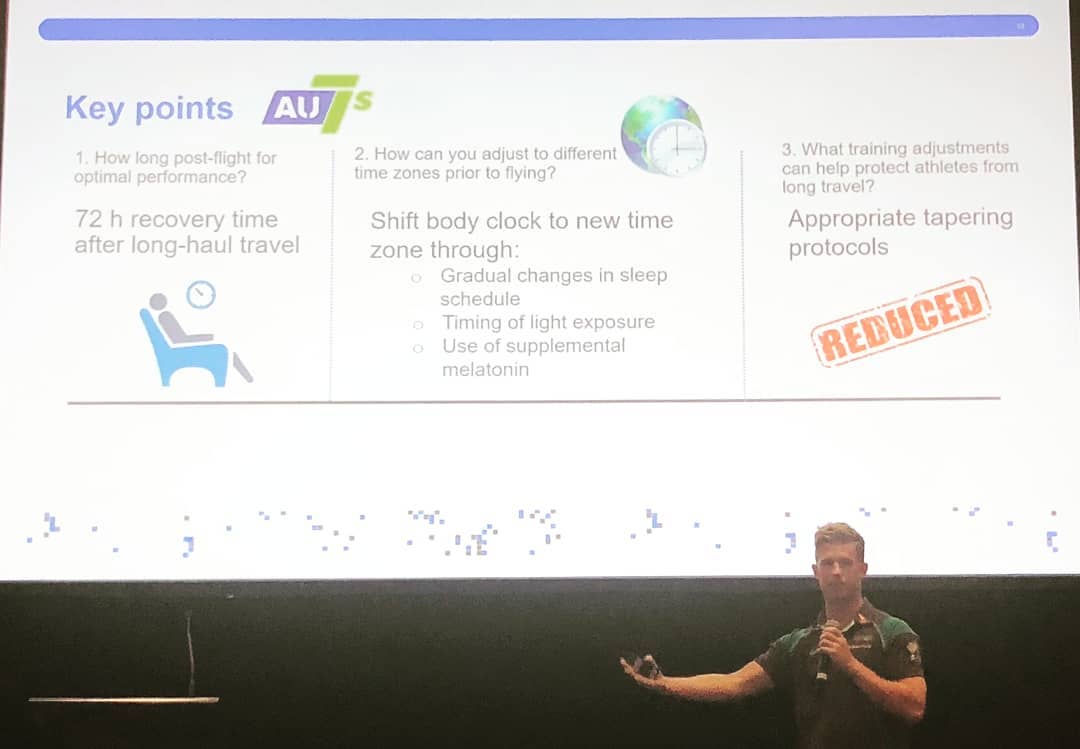 Key points
AU7s
1. How long post-flight for
optimal performance?
72 h recovery time
after long-haul travel
2. How can you adjust to different
time zones prior to flying?
Shift body clock to new time
zone through:
○ Gradual changes in sleep
schedule
○ Timing of light exposure
○ Use of supplemental
melatonin
3. What training adjustments
can help protect athletes from
long travel?
Appropriate tapering
protocols
REDUCED